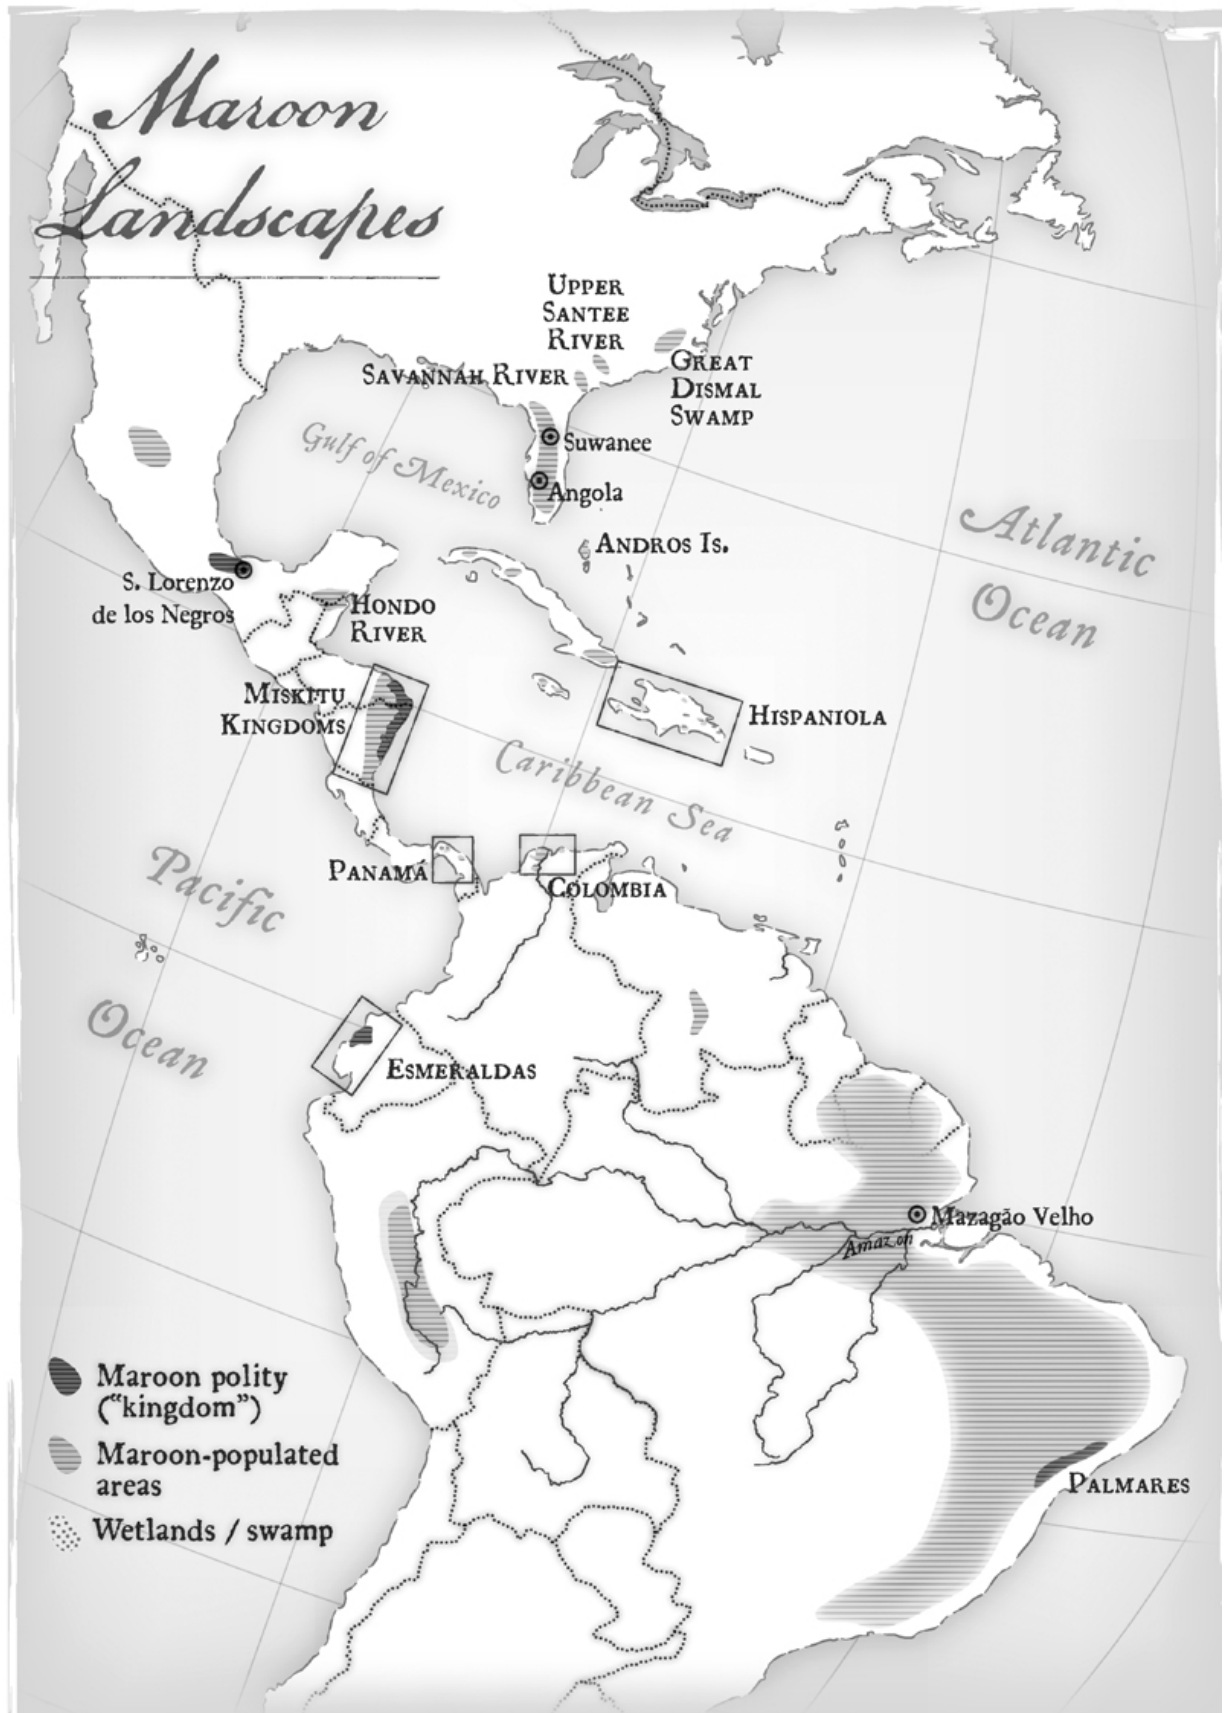 Maroon
Landscapes
UPPER
SANTEE
RIVER
SAVANNAH RIVER
GREAT
DISMAL
SWAMP
Suwanee
Angola
Gulf of Mexico
ANDROS IS.
Atlantic
Ocean
S. Lorenzo
de los Negros
HONDO
RIVER
MISKITU
KINGDOMS
HISPANIOLA
Caribbean Sea
PANAMÁ
COLOMBIA
Pacific
Ocean
ESMERALDAS
Mazagão Velho
Amazon
PALMARES
Maroon polity
(“kingdom”)
Maroon-populated
areas
Wetlands / swamp